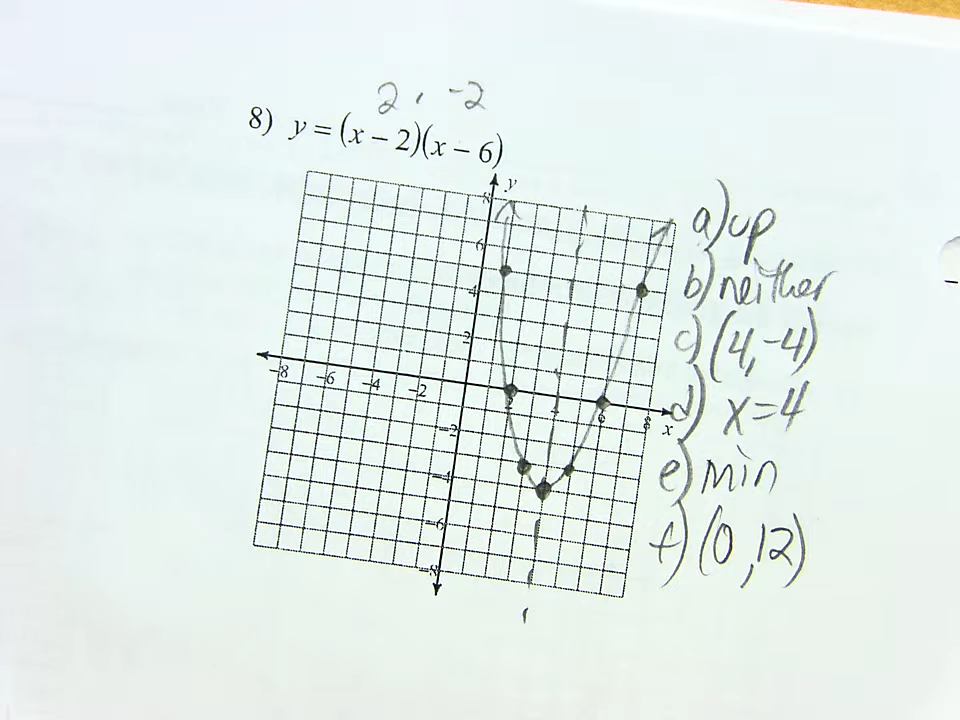 2, -2
8) y = (x − 2)(x − 6)
y
8
6
4
2
−8 −6 −4 −2 2 6 8 x
−2
−4
−6
−8
a) up
b) neither
c) (4, -4)
d) x = 4
e) min
f) (0, 12)